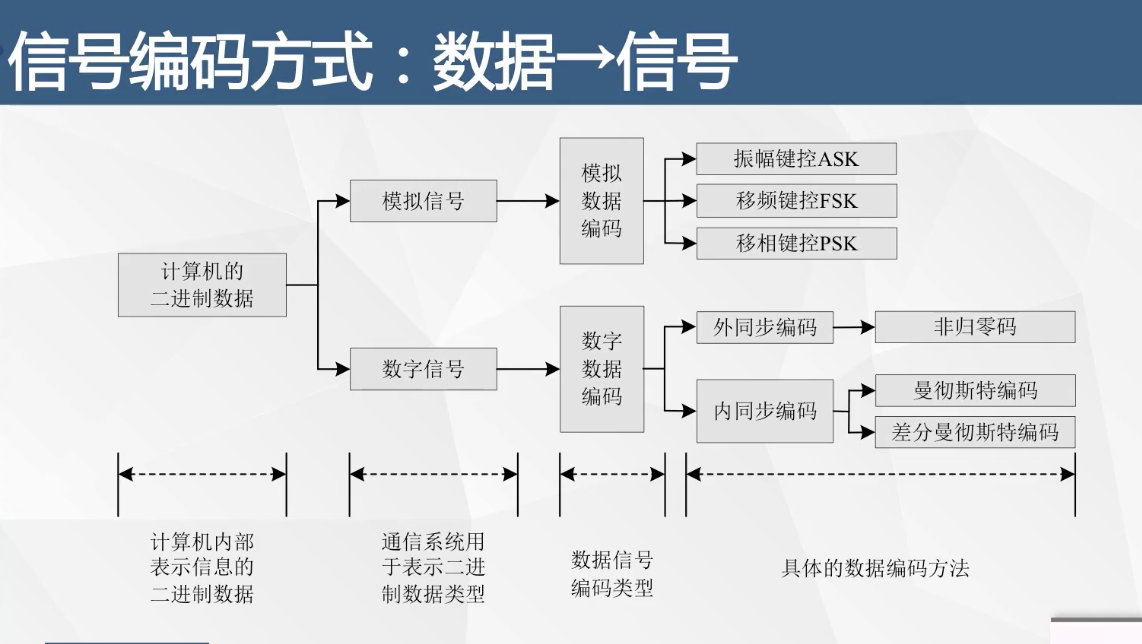 信号编码方式：数据→信号
计算机的
二进制数据
模拟信号
数字信号
模拟
数据
编码
数字
数据
编码
振幅键控ASK
移频键控FSK
移相键控PSK
外同步编码
非归零码
内同步编码
曼彻斯特编码
差分曼彻斯特编码
计算机内部
表示信息的
二进制数据
通信系统用
于表示二进
制数据类型
数据信号
编码类型
具体的数据编码方法